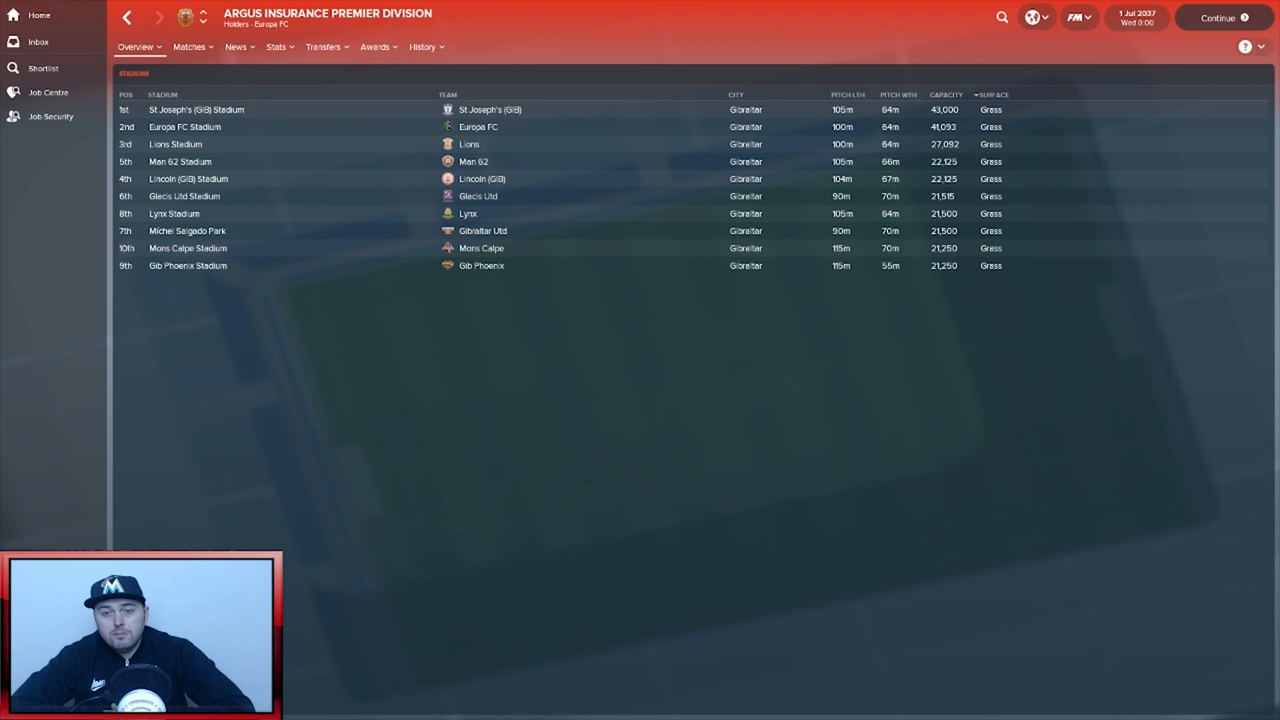 Home
Inbox
Shortlist
Job Centre
Job Security
ARGUS INSURANCE PREMIER DIVISION
Holders - Europa FC
FM
1 Jul 2037
Wed 0:00
Continue
Overview Matches News Stats Transfers Awards History
?
STADIUMS
POS STADIUM TEAM CITY PITCH LTH PITCH WTH CAPACITY SURFACE
1st St Joseph's (GIB) Stadium St Joseph's (GIB) Gibraltar 105m 64m 43,000 Grass
2nd Europa FC Stadium Europa FC Gibraltar 100m 64m 41,093 Grass
3rd Lions Stadium Lions Gibraltar 100m 64m 27,092 Grass
5th Man 62 Stadium Man 62 Gibraltar 105m 66m 22,125 Grass
4th Lincoln (GIB) Stadium Lincoln (GIB) Gibraltar 104m 67m 22,125 Grass
6th Glacis Utd Stadium Glacis Utd Gibraltar 90m 70m 21,515 Grass
8th Lynx Stadium Lynx Gibraltar 105m 64m 21,500 Grass
7th Míchel Salgado Park Gibraltar Utd Gibraltar 90m 70m 21,500 Grass
10th Mons Calpe Stadium Mons Calpe Gibraltar 115m 70m 21,250 Grass
9th Gib Phoenix Stadium Gib Phoenix Gibraltar 115m 55m 21,250 Grass
M